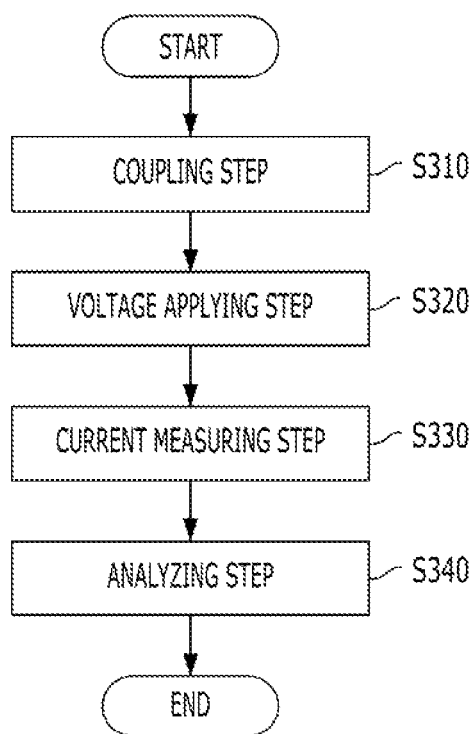 START
COUPLING STEP
S310
VOLTAGE APPLYING STEP
S320
CURRENT MEASURING STEP
S330
ANALYZING STEP
S340
END